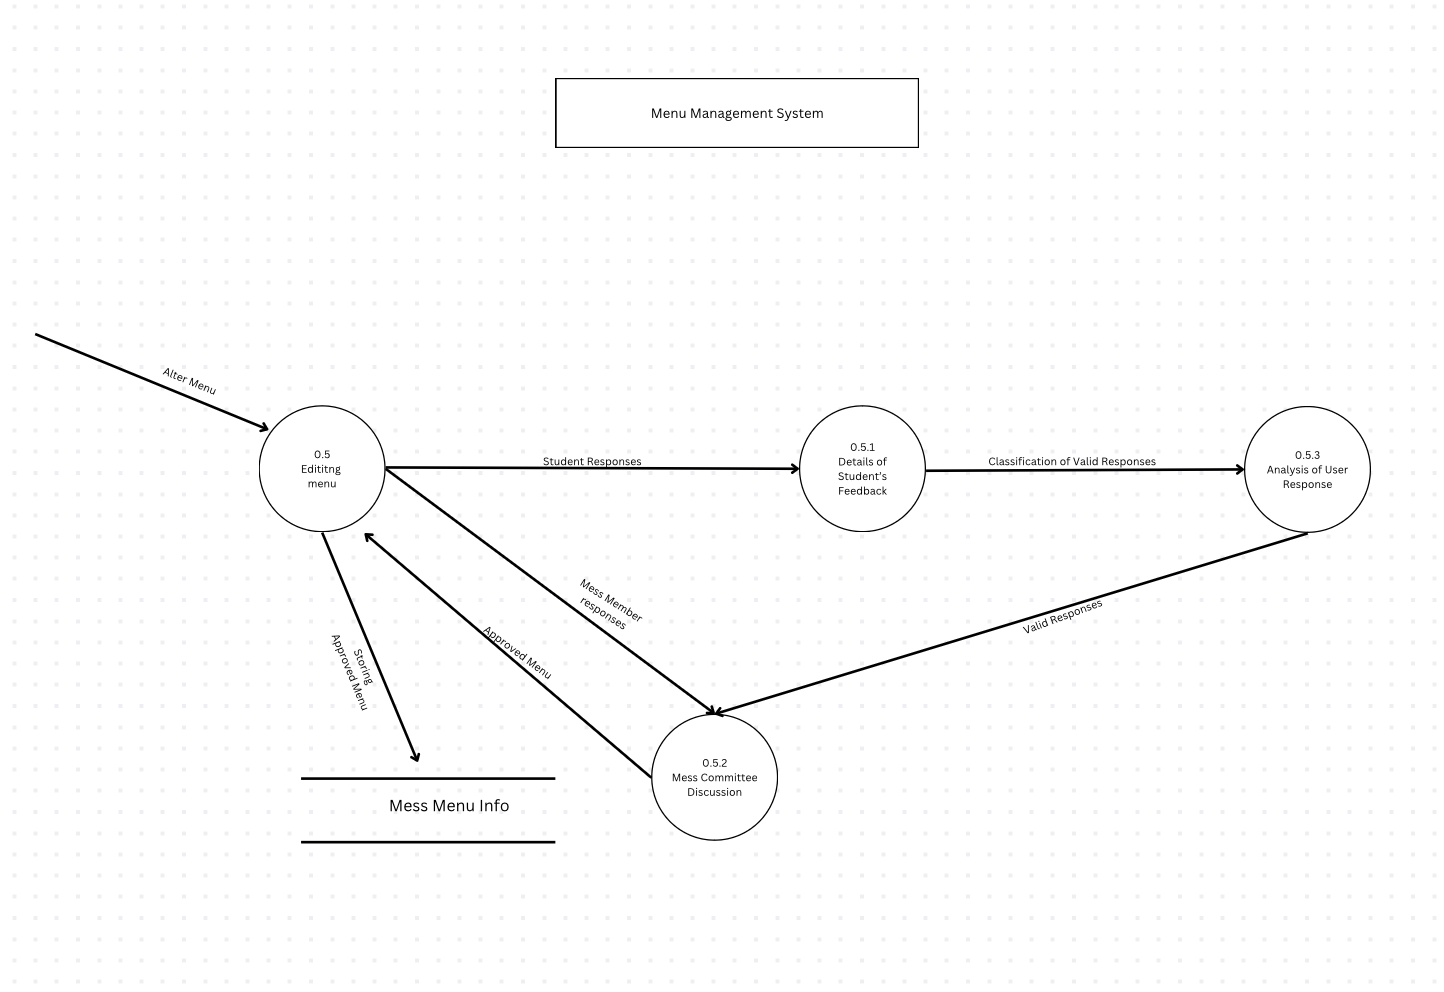 Menu Management System
Alter Menu
0.5
Edititng
menu
Student Responses
0.5.1
Details of
Student's
Feedback
Classification of Valid Responses
0.5.3
Analysis of User
Response
Mess Member
responses
Valid Responses
Approved Menu
Storing
Approved Menu
0.5.2
Mess Committee
Discussion
Mess Menu Info